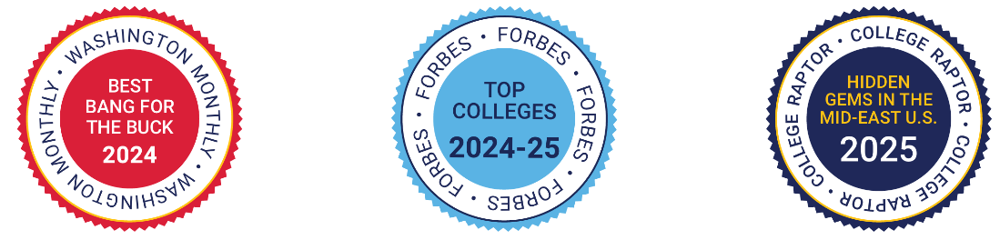 WASHINGTON MONTHLY • WASHINGTON MONTHLY •
BEST
BANG FOR
THE BUCK
2024
FORBES • FORBES • FORBES • FORBES • FORBES • FORBES •
TOP
COLLEGES
2024-25
COLLEGE RAPTOR • COLLEGE RAPTOR • COLLEGE RAPTOR •
HIDDEN
GEMS IN THE
MID-EAST U.S.
2025